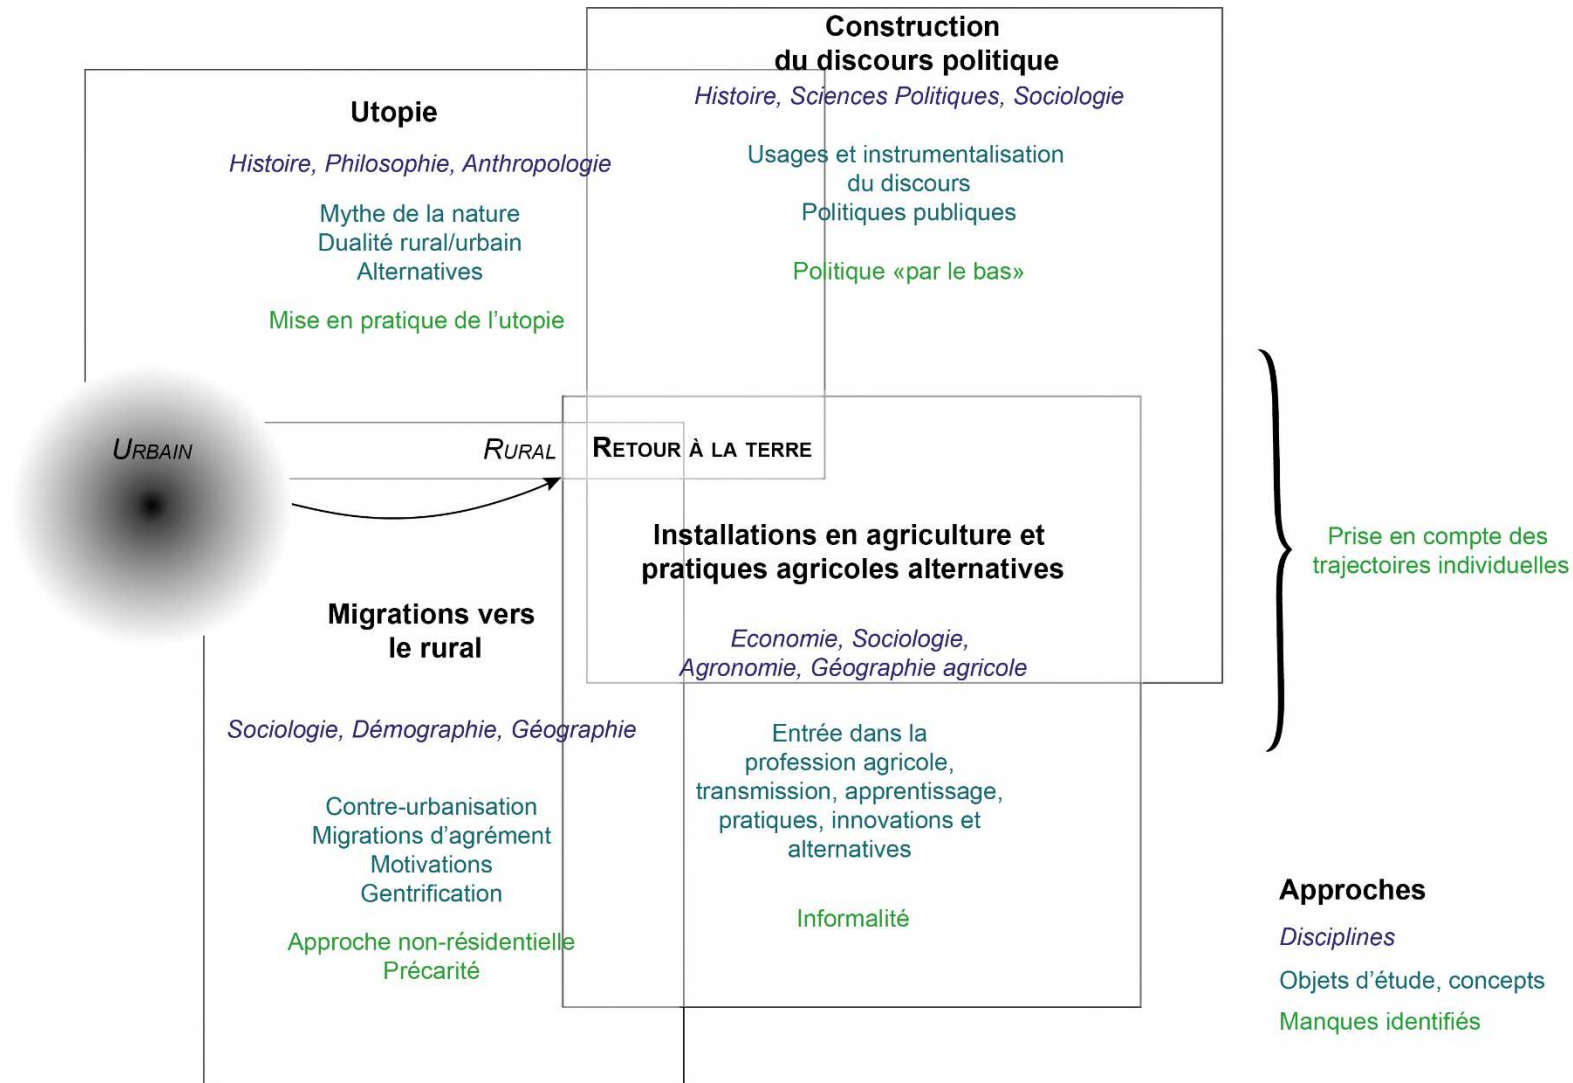 Construction
du discours politique
Histoire, Sciences Politiques, Sociologie
Usages et instrumentalisation
du discours
Politiques publiques
Politique «par le bas»
Utopie
Histoire, Philosophie, Anthropologie
Mythe de la nature
Dualité rural/urbain
Alternatives
Mise en pratique de l'utopie
URBAIN
RURAL
RETOUR À LA TERRE
Installations en agriculture et
pratiques agricoles alternatives
Economie, Sociologie,
Agronomie, Géographie agricole
Entrée dans la
profession agricole,
transmission, apprentissage,
pratiques, innovations et
alternatives
Informalité
Migrations vers
le rural
Sociologie, Démographie, Géographie
Contre-urbanisation
Migrations d'agrément
Motivations
Gentrification
Approche non-résidentielle
Précarité
Prise en compte des
trajectoires individuelles
Approches
Disciplines
Objets d'étude, concepts
Manques identifiés